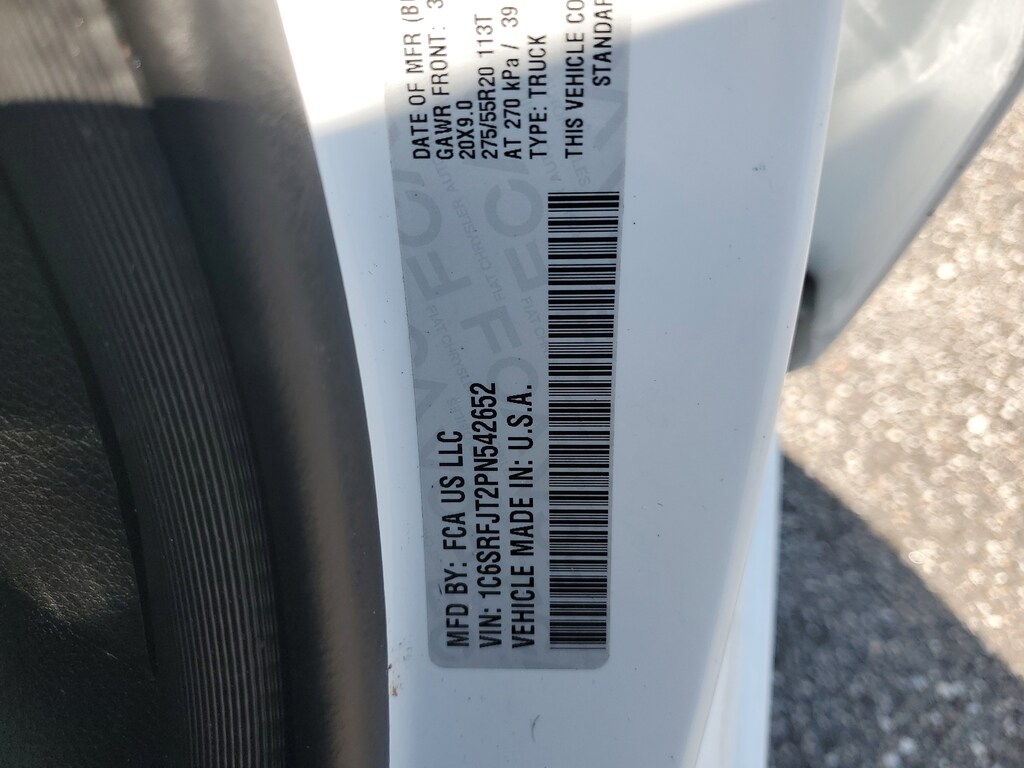 MFD BY: FCA US LLC
VIN: 1C6SRFJT2PN542652
VEHICLE MADE IN: U.S.A.
DATE OF MFR (B
GAWR FRONT: 3
20X9.0
275/55R20 113T
AT 270 kPa / 39
TYPE: TRUCK
THIS VEHICLE CO
STANDAR